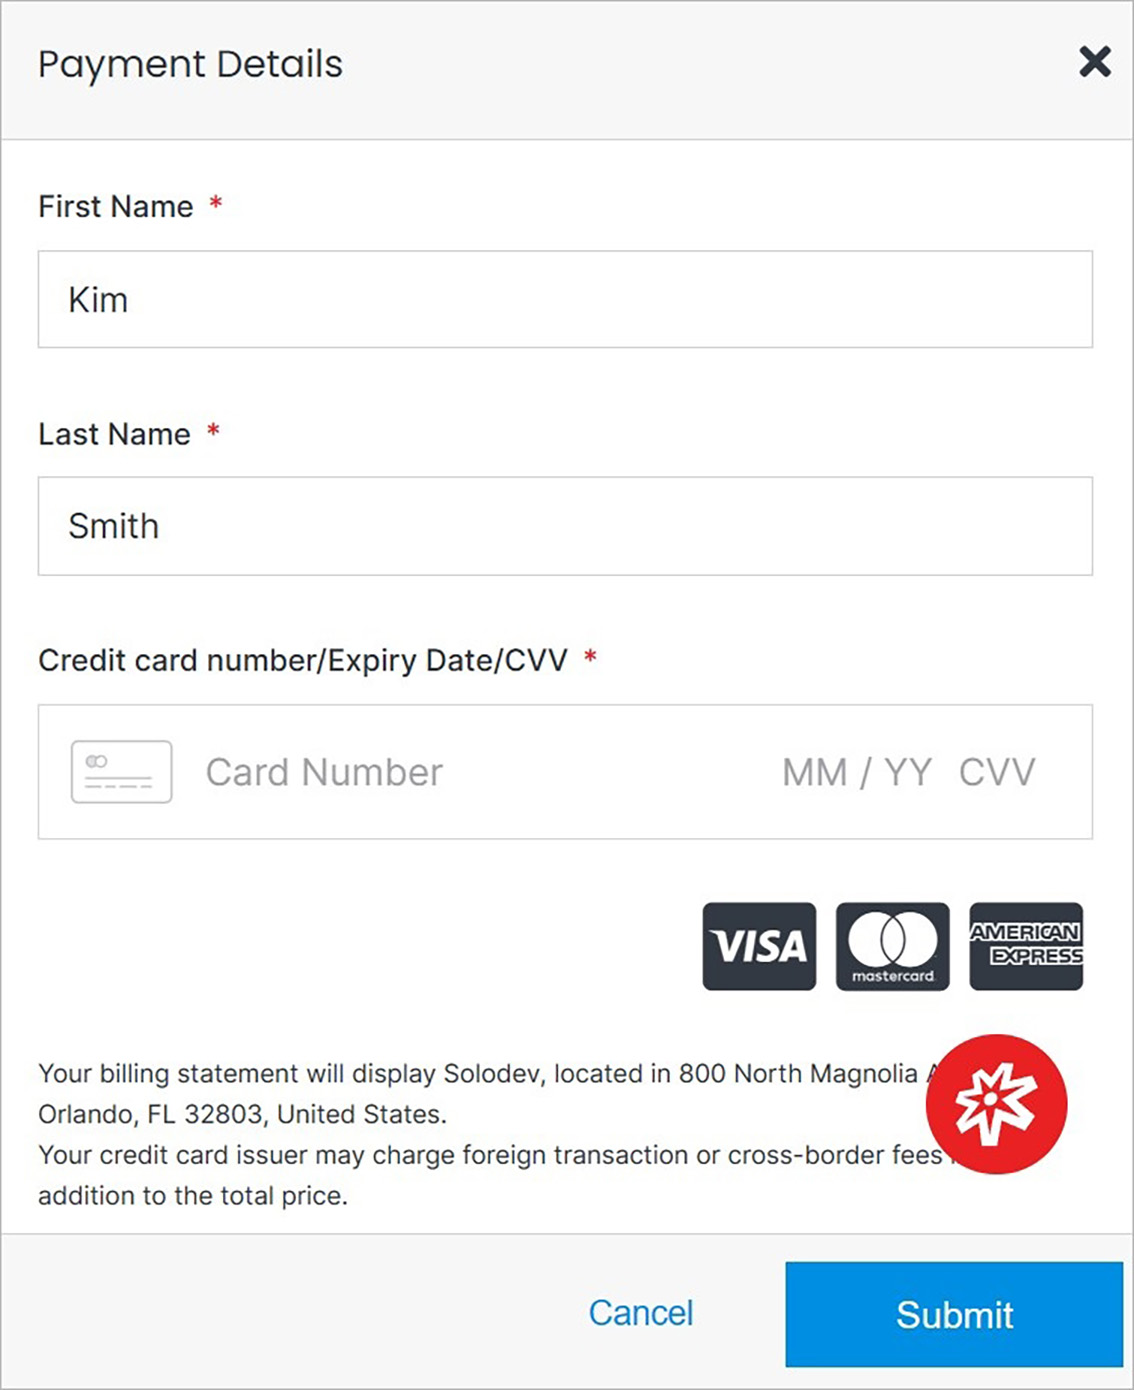 Payment Details
First Name *
Kim
Last Name *
Smith
Credit card number/Expiry Date/CVV *
Card Number MM / YY CVV
VISA mastercard AMERICAN EXPRESS
Your billing statement will display Solodev, located in 800 North Magnolia
Orlando, FL 32803, United States.
Your credit card issuer may charge foreign transaction or cross-border fees
addition to the total price.
Cancel Submit